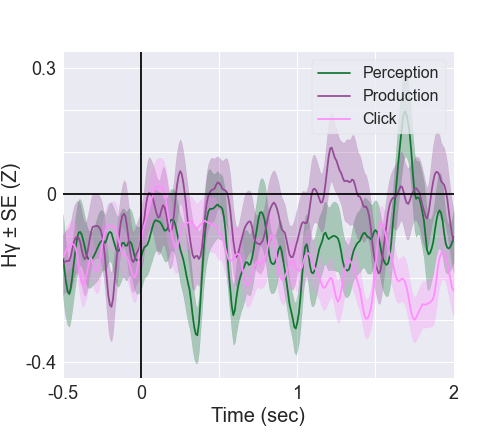 0.3
0
-0.4
Hγ ± SE (Z)
Perception
Production
Click
-0.5
0
1
2
Time (sec)